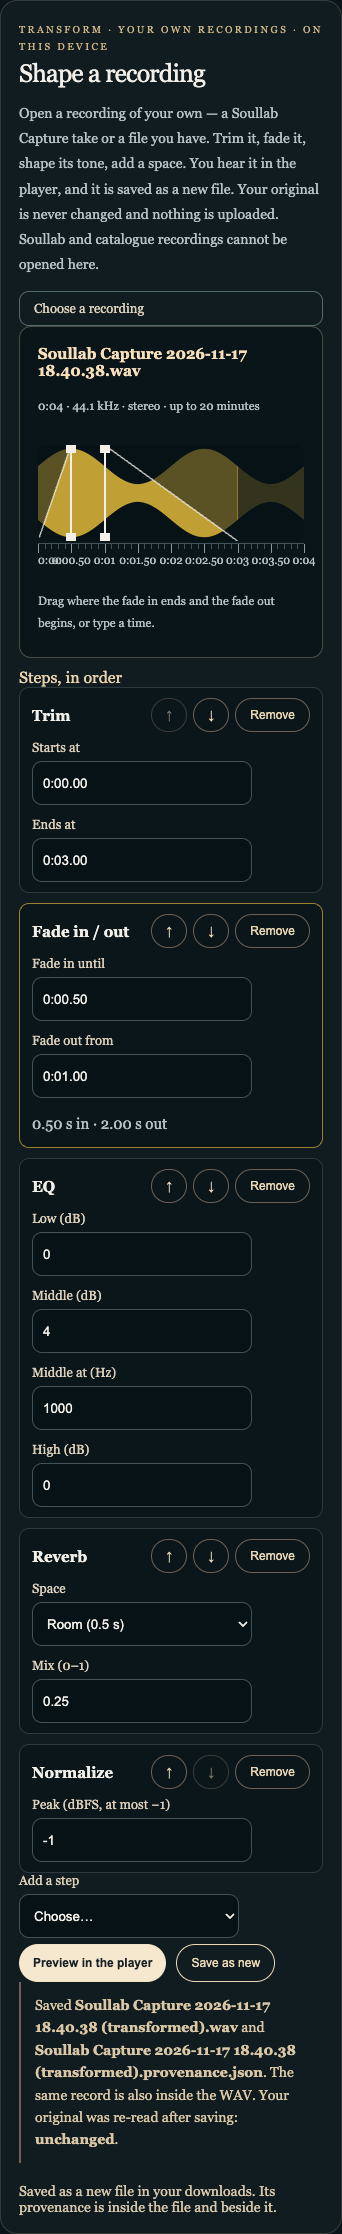 TRANSFORM · YOUR OWN RECORDINGS · ON
THIS DEVICE
Shape a recording
Open a recording of your own — a Soullab
Capture take or a file you have. Trim it, fade it,
shape its tone, add a space. You hear it in the
player, and it is saved as a new file. Your original
is never changed and nothing is uploaded.
Soullab and catalogue recordings cannot be
opened here.
Choose a recording
Soullab Capture 2026-11-17
18.40.38.wav
0:04 · 44.1 kHz · stereo · up to 20 minutes
0:00 0:00.50 0:01 0:01.50 0:02 0:02.50 0:03 0:03.50 0:04
Drag where the fade in ends and the fade out
begins, or type a time.
Steps, in order
Trim ↑ ↓ Remove
Starts at
0:00.00
Ends at
0:03.00
Fade in / out ↑ ↓ Remove
Fade in until
0:00.50
Fade out from
0:01.00
0.50 s in · 2.00 s out
EQ ↑ ↓ Remove
Low (dB)
0
Middle (dB)
4
Middle at (Hz)
1000
High (dB)
0
Reverb ↑ ↓ Remove
Space
Room (0.5 s)
Mix (0–1)
0.25
Normalize ↑ ↓ Remove
Peak (dBFS, at most −1)
-1
Add a step
Choose…
Preview in the player Save as new
Saved Soullab Capture 2026-11-17
18.40.38 (transformed).wav and
Soullab Capture 2026-11-17 18.40.38
(transformed).provenance.json. The
same record is also inside the WAV. Your
original was re-read after saving:
unchanged.
Saved as a new file in your downloads. Its
provenance is inside the file and beside it.